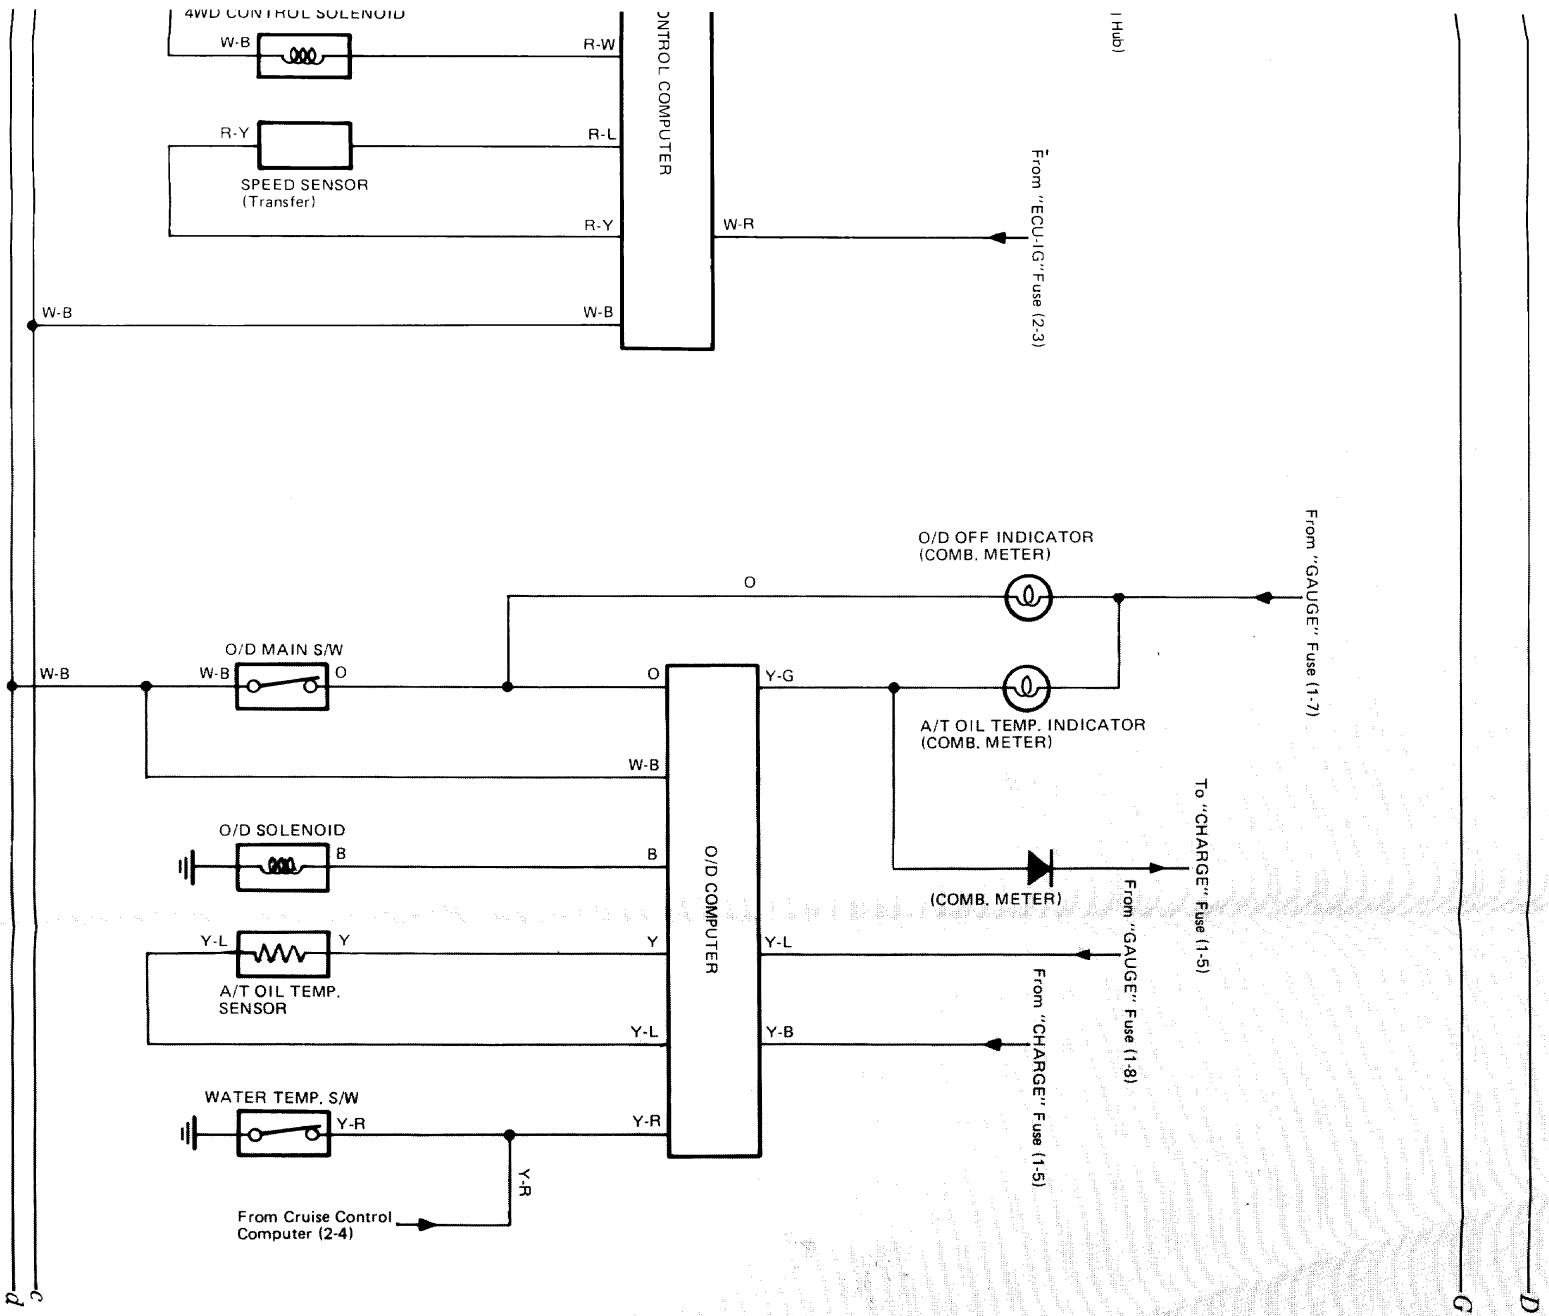 4WD CONTROL SOLENOID
W-B
R-W
ONTROL COMPUTER
l Hub)
R-Y
R-L
SPEED SENSOR
(Transfer)
R-Y
W-R
From "ECU-IG" Fuse (2-3)
W-B
W-B
O/D OFF INDICATOR
(COMB. METER)
From "GAUGE" Fuse (1-7)
O
O/D MAIN S/W
W-B
W-B
O
O
Y-G
A/T OIL TEMP. INDICATOR
(COMB. METER)
W-B
To "CHARGE" Fuse (1-5)
O/D SOLENOID
B
B
O/D COMPUTER
(COMB. METER)
From "GAUGE" Fuse (1-8)
Y-L
Y
Y
Y-L
A/T OIL TEMP.
SENSOR
From "CHARGE" Fuse (1-5)
Y-L
Y-B
WATER TEMP. S/W
Y-R
Y-R
Y-R
From Cruise Control
Computer (2-4)
d
c
G
D